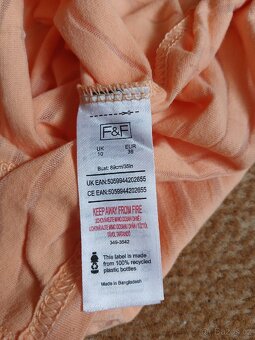 F&F
UK EUR
10 38
Bust: 89cm/35in
UK EAN: 5059944202655
CE EAN: 5059944202655
KEEP AWAY FROM FIRE
349-3542
This label is made
from 100% recycled
plastic bottles
Made in Bangladesh